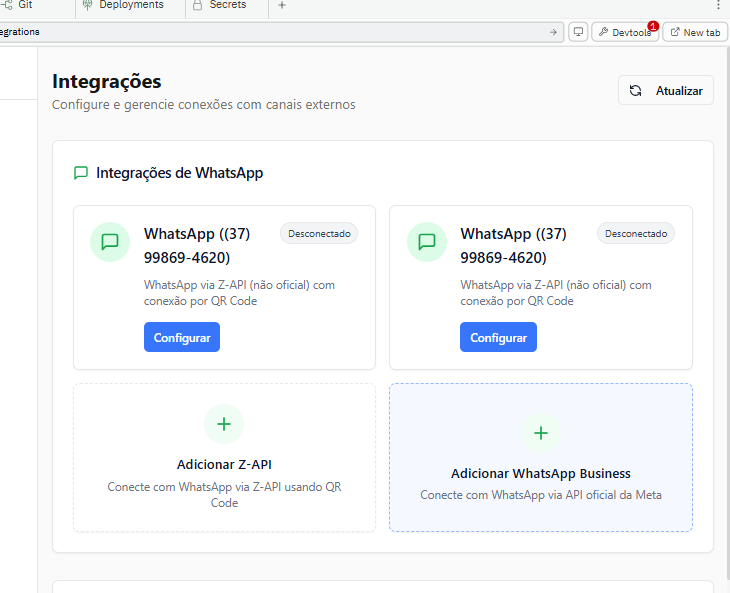 Git
Deployments
Secrets
egrations
Devtools
1
New tab
Integrações
Configure e gerencie conexões com canais externos
Atualizar
Integrações de WhatsApp
WhatsApp ((37)
99869-4620)
Desconectado
WhatsApp via Z-API (não oficial) com
conexão por QR Code
Configurar
WhatsApp ((37)
99869-4620)
Desconectado
WhatsApp via Z-API (não oficial) com
conexão por QR Code
Configurar
Adicionar Z-API
Conecte com WhatsApp via Z-API usando QR
Code
Adicionar WhatsApp Business
Conecte com WhatsApp via API oficial da Meta